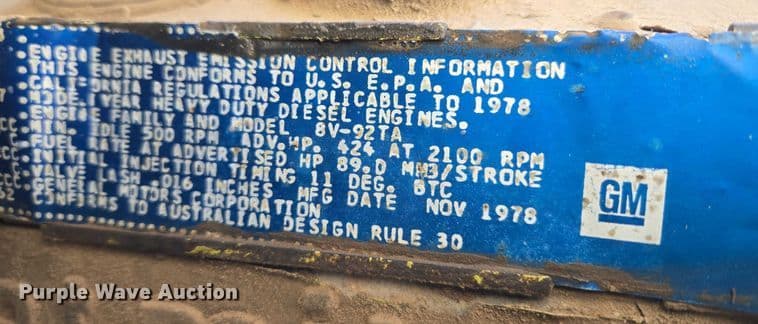 ENGINE EXHAUST EMISSION CONTROL INFORMATION
THIS ENGINE CONFORMS TO U.S. E.P.A. AND
CALIFORNIA REGULATIONS APPLICABLE TO 1978
MODEL YEAR HEAVY DUTY DIESEL ENGINES.
ENGINE FAMILY AND MODEL 8V-92TA
MIN. IDLE 500 RPM ADV.HP. 424 AT 2100 RPM
FUEL RATE AT ADVERTISED HP 89.0 MM3/STROKE
INITIAL INJECTION TIMING 11 DEG. BTC
VALVE LASH .016 INCHES MFG DATE NOV 1978
GENERAL MOTORS CORPORATION
CONFORMS TO AUSTRALIAN DESIGN RULE 30
GM
Purple Wave Auction